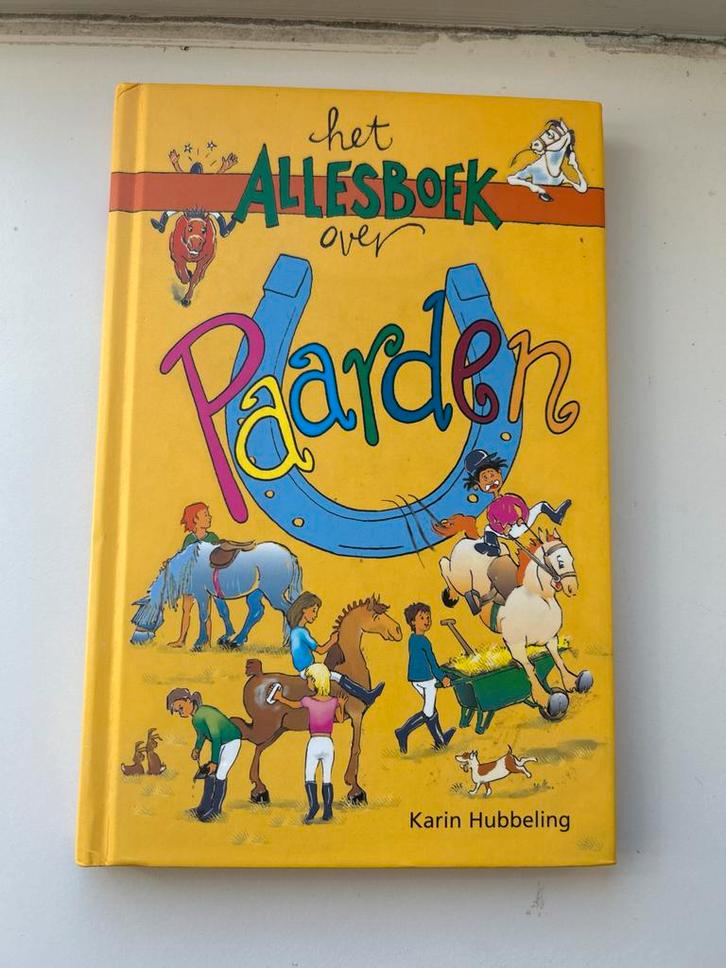 het
ALLESBOEK
over
Paarden
Karin Hubbeling